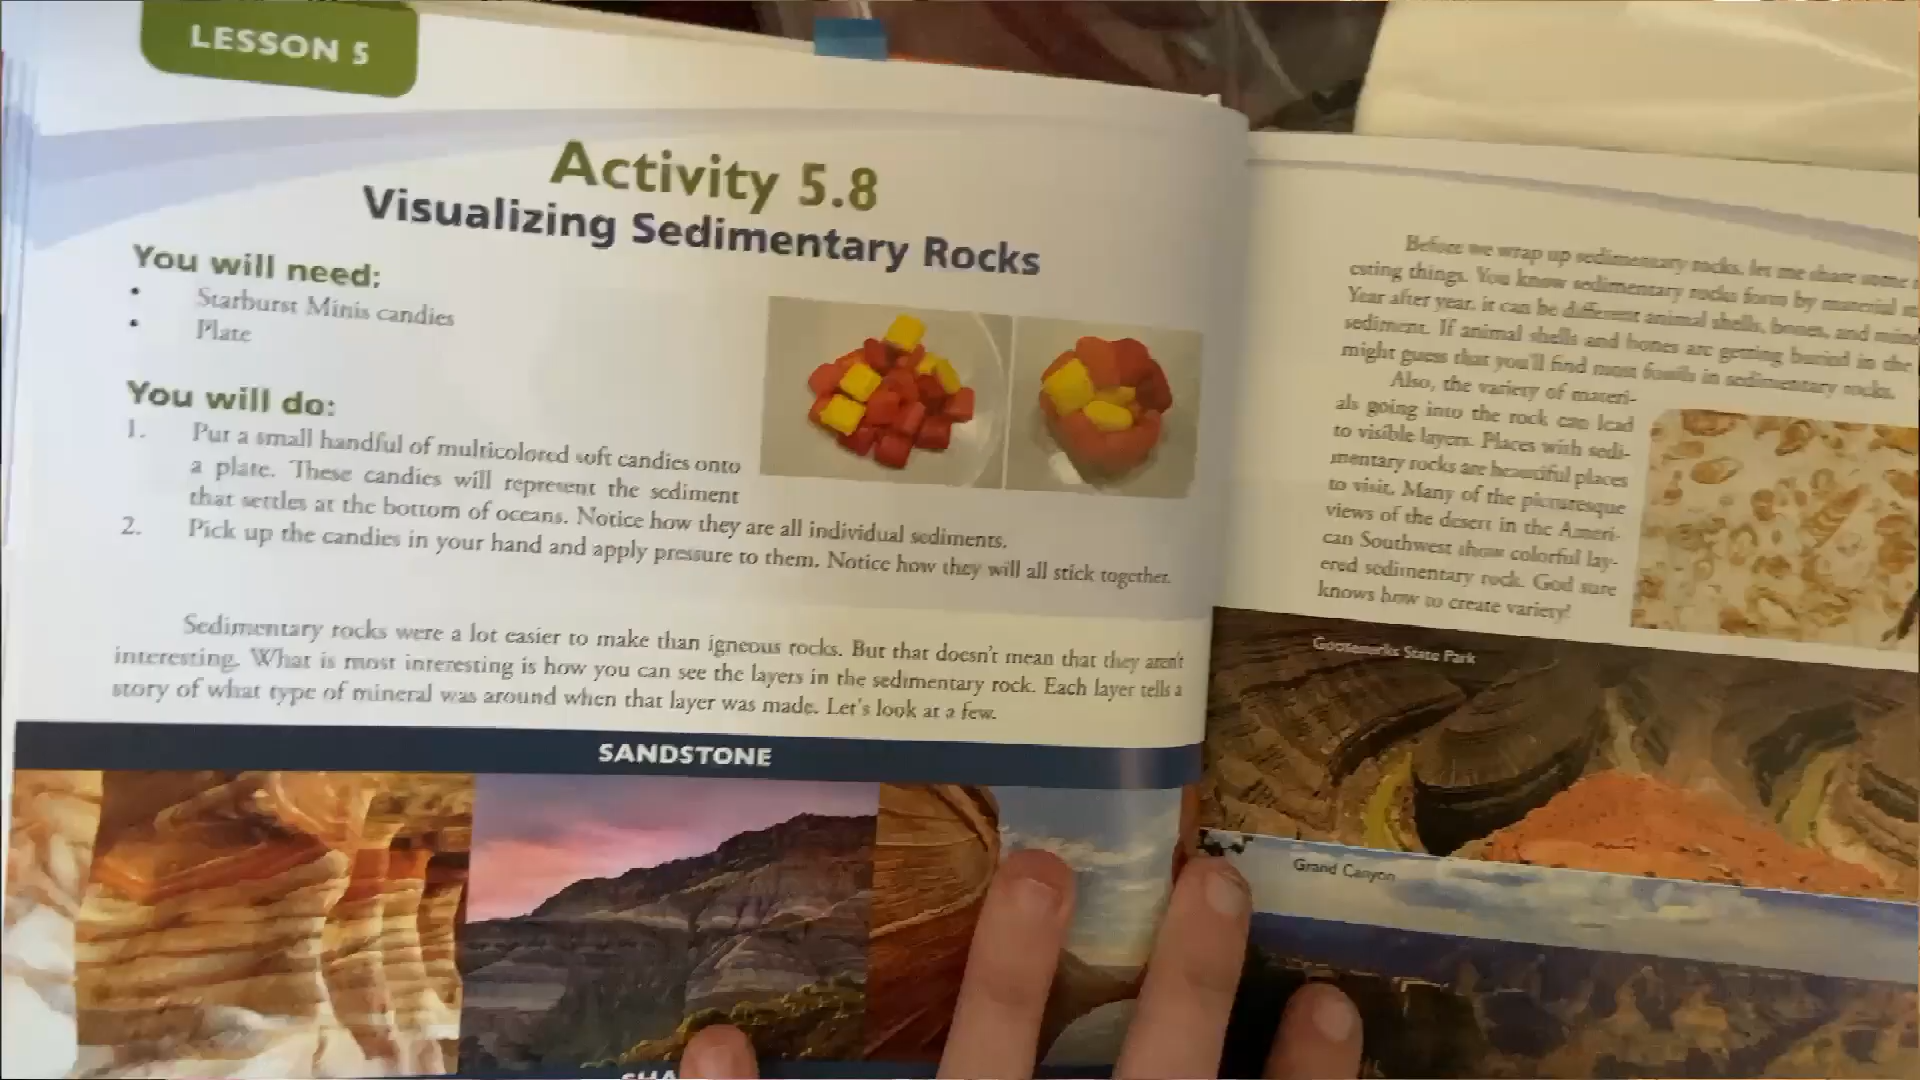 LESSON 5
Activity 5.8
Visualizing Sedimentary Rocks
You will need:
• Starburst Minis candies
• Plate
You will do:
1. Put a small handful of multicolored soft candies onto
a plate. These candies will represent the sediment
that settles at the bottom of oceans. Notice how they are all individual sediments.
2. Pick up the candies in your hand and apply pressure to them. Notice how they will all stick together.
Sedimentary rocks were a lot easier to make than igneous rocks. But that doesn't mean that they aren't
interesting. What is most interesting is how you can see the layers in the sedimentary rock. Each layer tells a
story of what type of mineral was around when that layer was made. Let's look at a few.
SANDSTONE
Before we wrap up sedimentary rocks, let me share some
esting things. You know sedimentary rocks form by material
Year after year, it can be different animal shells, bones, and
sediment. If animal shells and bones are getting buried in the
might guess that you'll find most fossils in sedimentary rocks.
Also, the variety of materi-
als going into the rock can lead
to visible layers. Places with sedi-
mentary rocks are beautiful places
to visit. Many of the picturesque
views of the desert in the Ameri-
can Southwest show colorful lay-
ered sedimentary rock. God sure
knows how to create variety!
Goosenecks State Park
Grand Canyon